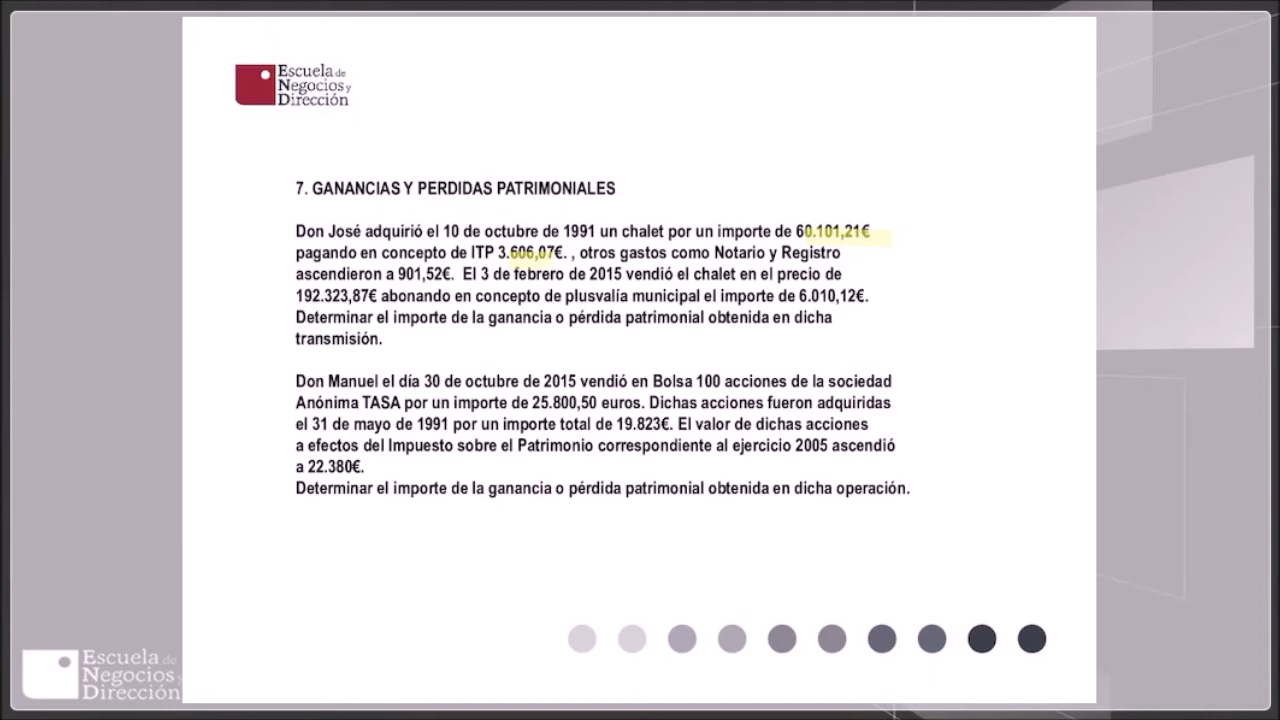 Escuela de
Negocios y
Dirección
7. GANANCIAS Y PERDIDAS PATRIMONIALES
Don José adquirió el 10 de octubre de 1991 un chalet por un importe de 60.101,21€
pagando en concepto de ITP 3.606,07€. , otros gastos como Notario y Registro
ascendieron a 901,52€. El 3 de febrero de 2015 vendió el chalet en el precio de
192.323,87€ abonando en concepto de plusvalía municipal el importe de 6.010,12€.
Determinar el importe de la ganancia o pérdida patrimonial obtenida en dicha
transmisión.
Don Manuel el día 30 de octubre de 2015 vendió en Bolsa 100 acciones de la sociedad
Anónima TASA por un importe de 25.800,50 euros. Dichas acciones fueron adquiridas
el 31 de mayo de 1991 por un importe total de 19.823€. El valor de dichas acciones
a efectos del Impuesto sobre el Patrimonio correspondiente al ejercicio 2005 ascendió
a 22.380€.
Determinar el importe de la ganancia o pérdida patrimonial obtenida en dicha operación.
Escuela de
Negocios y
Dirección